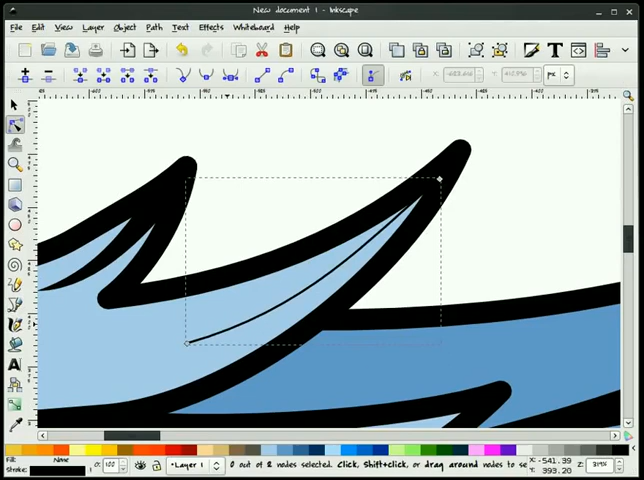 New document 1 - Inkscape
File Edit View Layer Object Path Text Effects Whiteboard Help
X: Y: px
Fill: None
Stroke:
O: 100
•Layer 1
0 out of 2 nodes selected. Click, Shift+click, or drag around nodes to se
X: -541.39
Y: 393.20
Z: 319%